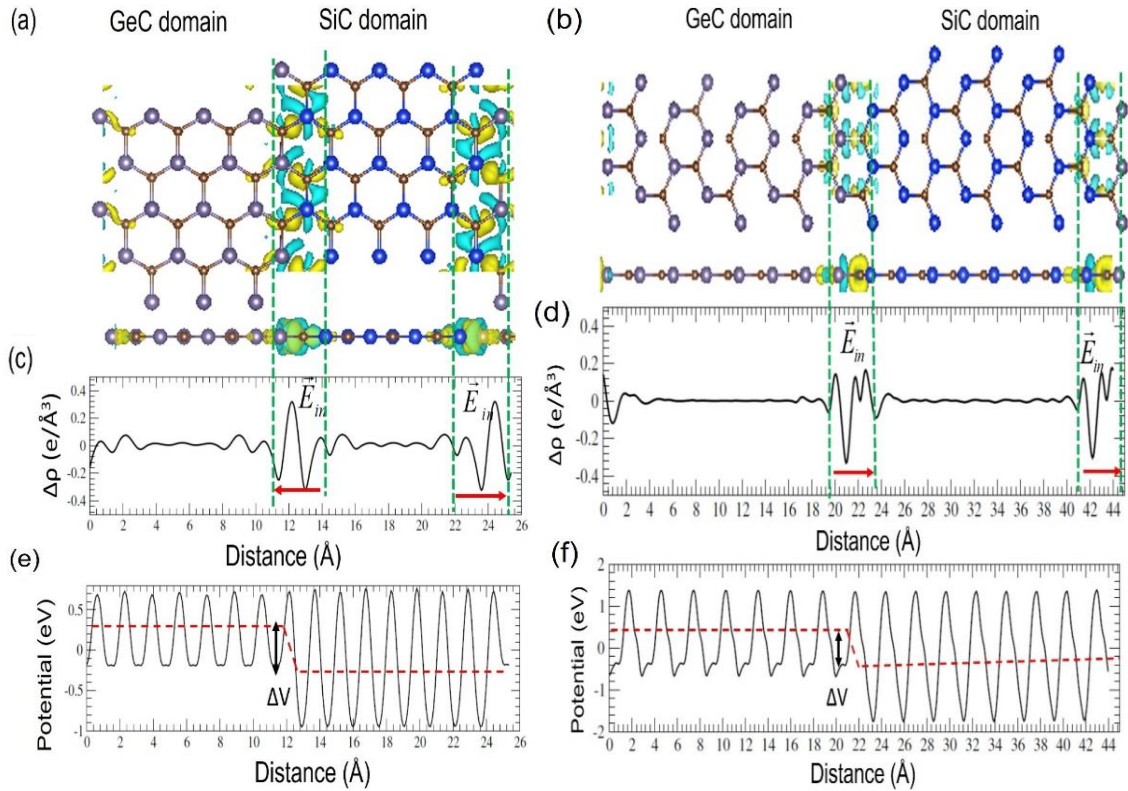 (a)
GeC domain SiC domain
(b)
GeC domain SiC domain
(c)
0.4
0.2
0
-0.2
-0.4
Δρ (e/Å³)
E⃗in E⃗in
0 2 4 6 8 10 12 14 16 18 20 22 24 26
Distance (Å)
(d)
0.4
0.2
0
-0.2
-0.4
Δρ (e/Å³)
E⃗in E⃗in
0 2 4 6 8 10 12 14 16 18 20 22 24 26 28 30 32 34 36 38 40 42 44
Distance (Å)
(e)
0.5
0
-0.5
-1
Potential (eV)
ΔV
0 2 4 6 8 10 12 14 16 18 20 22 24 26
Distance (Å)
(f)
2
1
0
-1
-2
Potential (eV)
ΔV
0 2 4 6 8 10 12 14 16 18 20 22 24 26 28 30 32 34 36 38 40 42 44
Distance (Å)